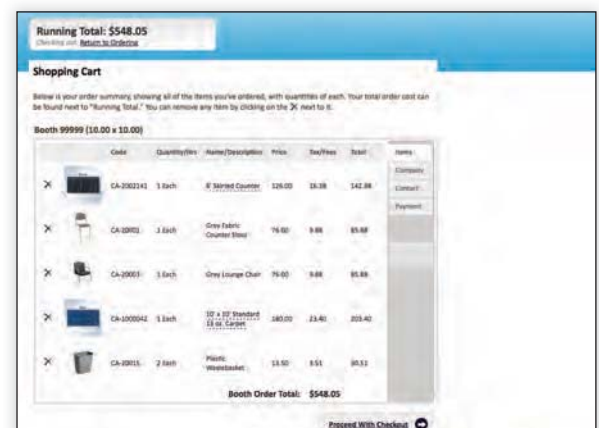 Running Total: $548.05
Checking out Return to Ordering
Shopping Cart
Below is your order summary, showing all of the items you've ordered, with quantities of each. Your total order cost can
be found next to "Running Total." You can remove any item by clicking on the X next to it.
Booth 99999 (10.00 x 10.00)
Code Quantity/Hrs Name/Description Price Tax/Fees Total Items
Company
Contact
Payment
X CA-2002141 1 Each 8' Skirted Counter 126.00 16.38 142.38
X 1 Each Grey Fabric
Counter Stool 76.00 9.88 85.88
X CA-20003 1 Each Grey Lounge Chair 76.00 9.88 85.88
X CA-1000042 1 Each 10' x 10' Standard
13 oz. Carpet 180.00 23.40 203.40
X CA-20015 2 Each Plastic
Wastebasket 13.50 3.51 30.51
Booth Order Total: $548.05
Proceed With Checkout